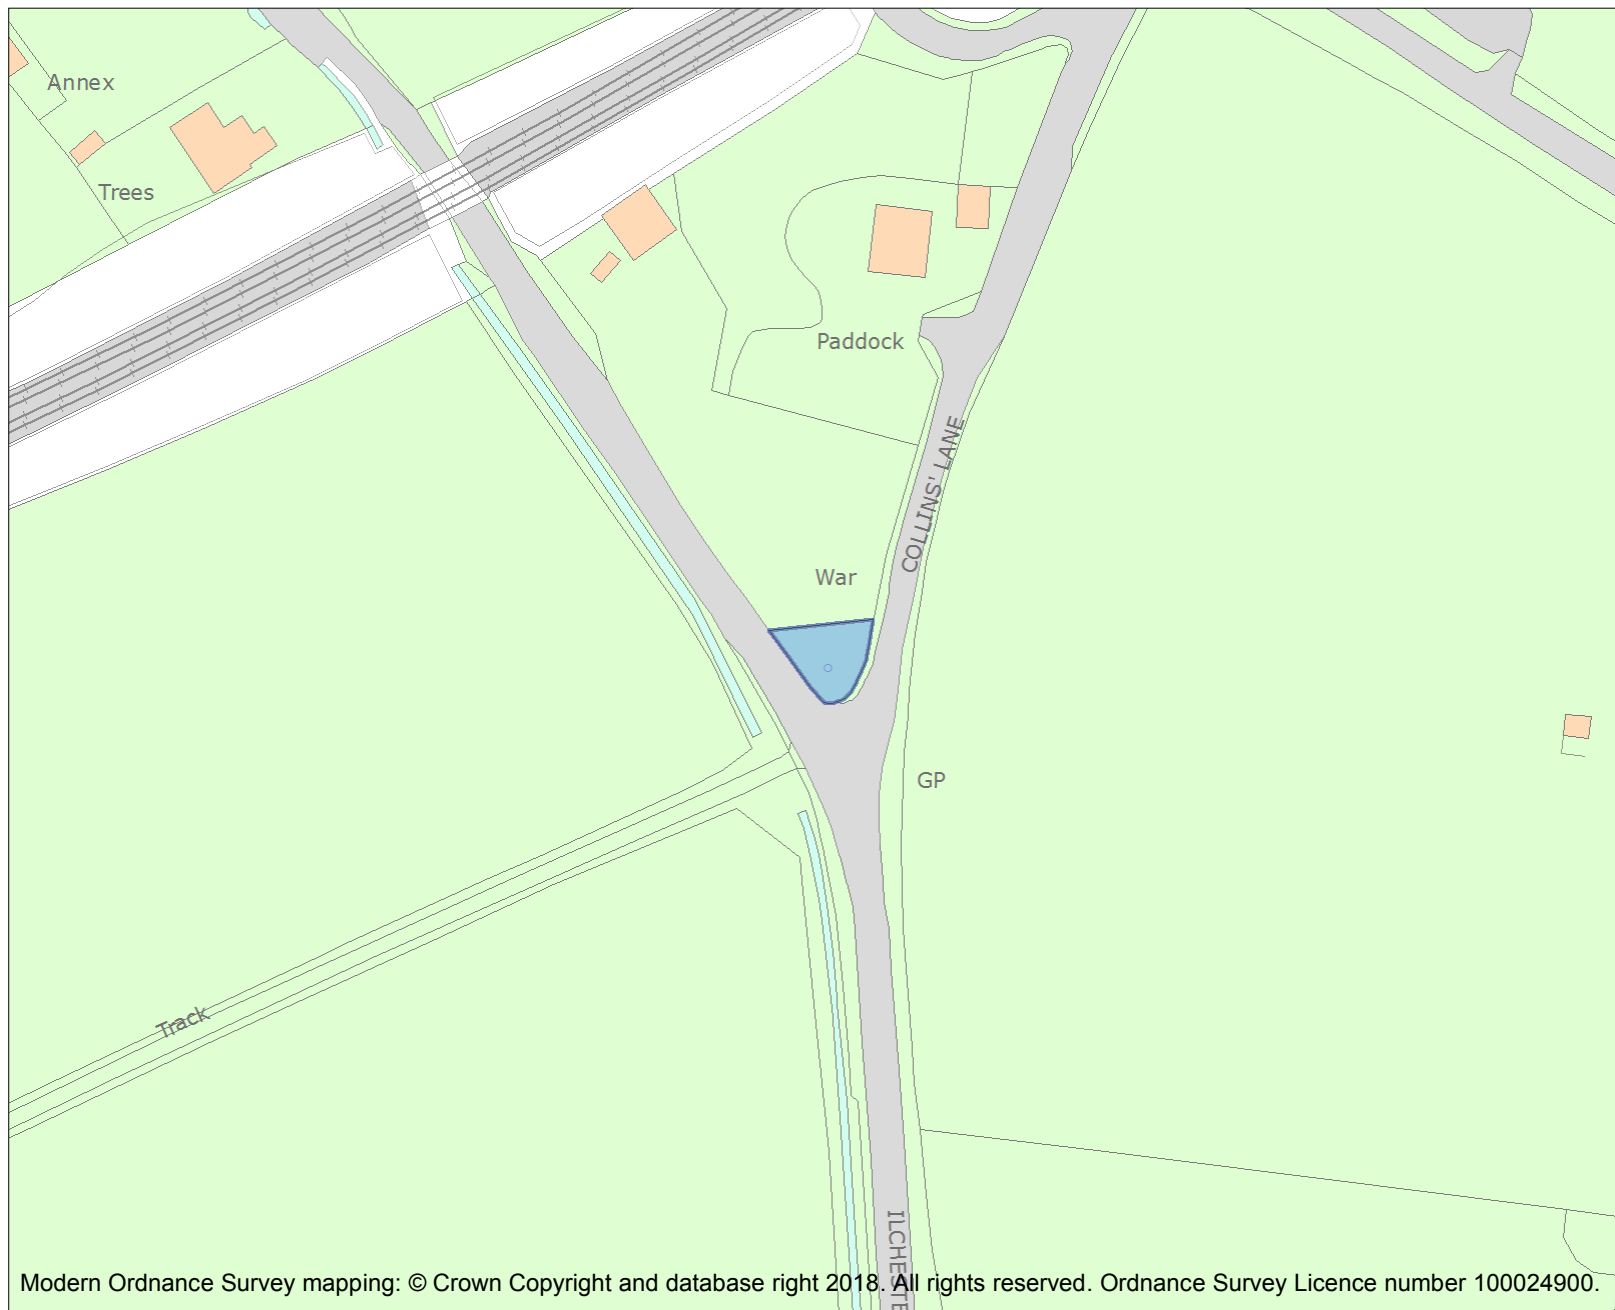 Annex
Trees
Paddock
COLLINS' LANE
War
GP
Track
ILCHESTE
Modern Ordnance Survey mapping: © Crown Copyright and database right 2018. All rights reserved. Ordnance Survey Licence number 100024900.